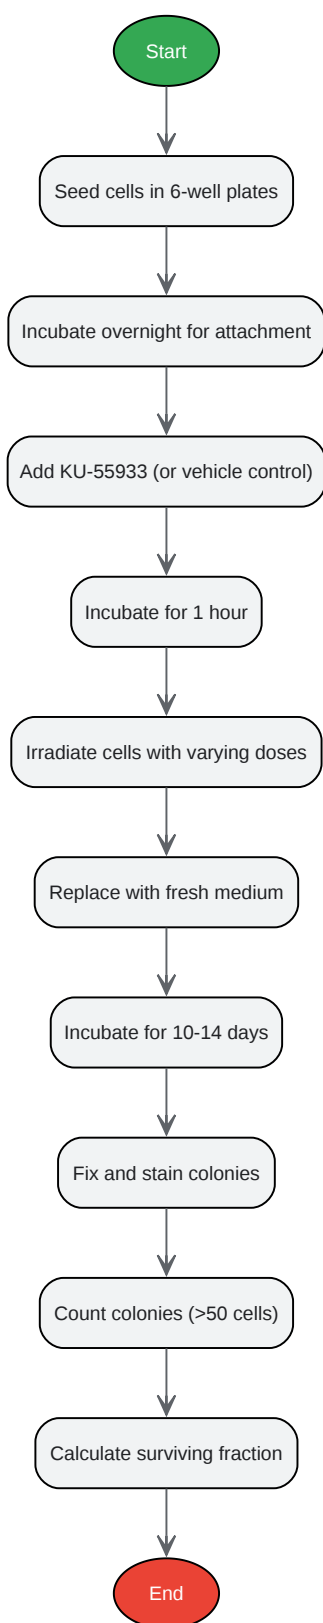 Start
Seed cells in 6-well plates
Incubate overnight for attachment
Add KU-55933 (or vehicle control)
Incubate for 1 hour
Irradiate cells with varying doses
Replace with fresh medium
Incubate for 10-14 days
Fix and stain colonies
Count colonies (>50 cells)
Calculate surviving fraction
End